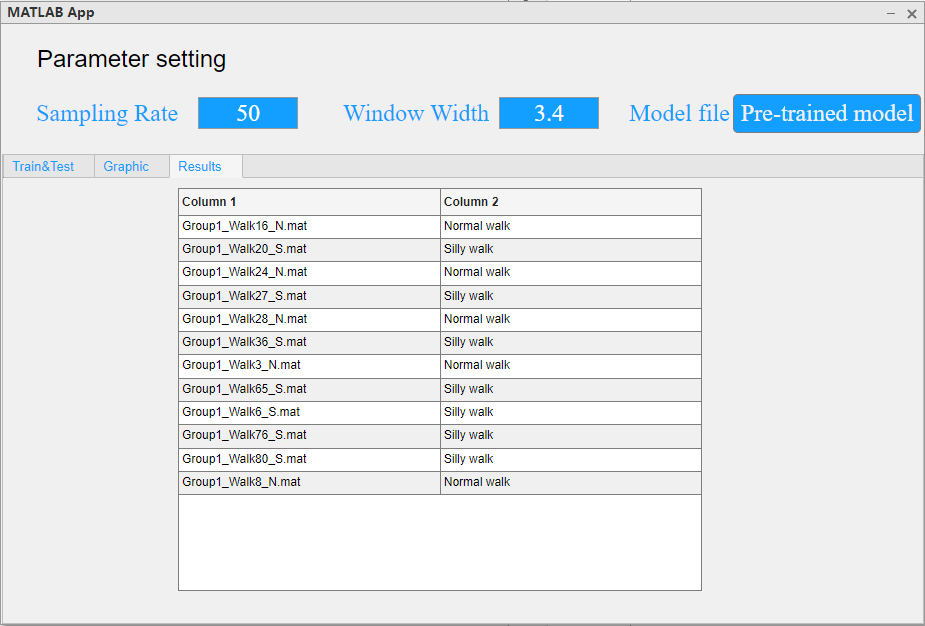 MATLAB App
Parameter setting
Sampling Rate 50 Window Width 3.4 Model file Pre-trained model
Train&Test Graphic Results
Column 1 Column 2
Group1_Walk16_N.mat Normal walk
Group1_Walk20_S.mat Silly walk
Group1_Walk24_N.mat Normal walk
Group1_Walk27_S.mat Silly walk
Group1_Walk28_N.mat Normal walk
Group1_Walk36_S.mat Silly walk
Group1_Walk3_N.mat Normal walk
Group1_Walk65_S.mat Silly walk
Group1_Walk6_S.mat Silly walk
Group1_Walk76_S.mat Silly walk
Group1_Walk80_S.mat Silly walk
Group1_Walk8_N.mat Normal walk